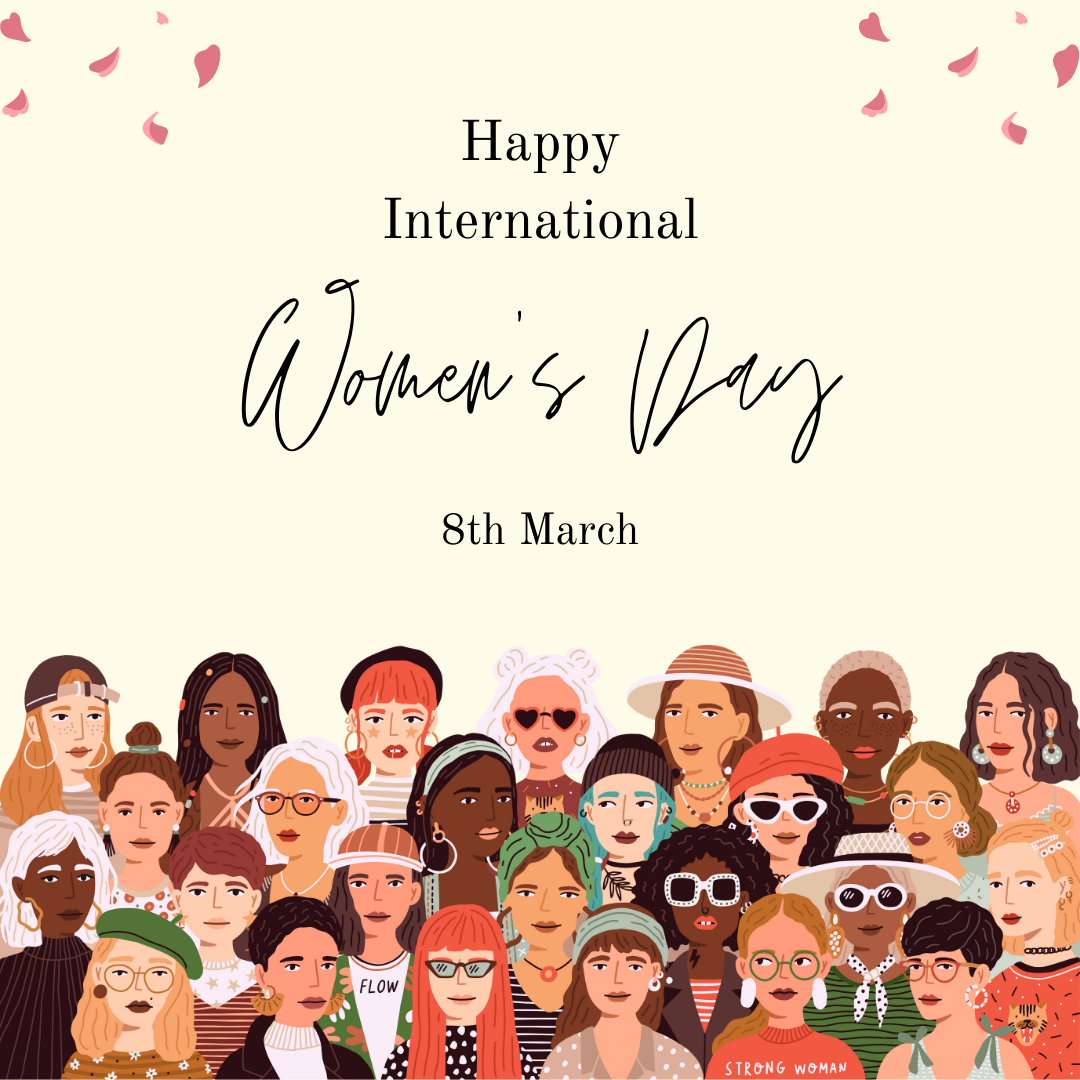 Happy
International
Women's Day
8th March
FLOW
STRONG WOMAN